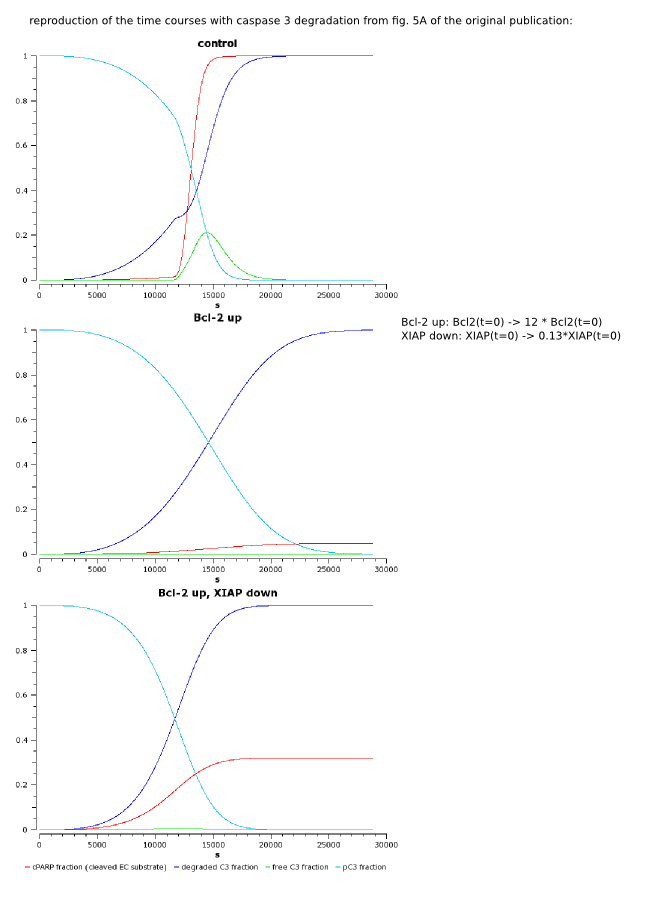 reproduction of the time courses with caspase 3 degradation from fig. 5A of the original publication:
control
1
0.8
0.6
0.4
0.2
0
0 5000 10000 15000 20000 25000 30000
s
Bcl-2 up
Bcl-2 up: Bcl2(t=0) -> 12 * Bcl2(t=0)
XIAP down: XIAP(t=0) -> 0.13*XIAP(t=0)
1
0.8
0.6
0.4
0.2
0
0 5000 10000 15000 20000 25000 30000
s
Bcl-2 up, XIAP down
1
0.8
0.6
0.4
0.2
0
0 5000 10000 15000 20000 25000 30000
s
cPARP fraction (cleaved EC substrate) degraded C3 fraction free C3 fraction pC3 fraction